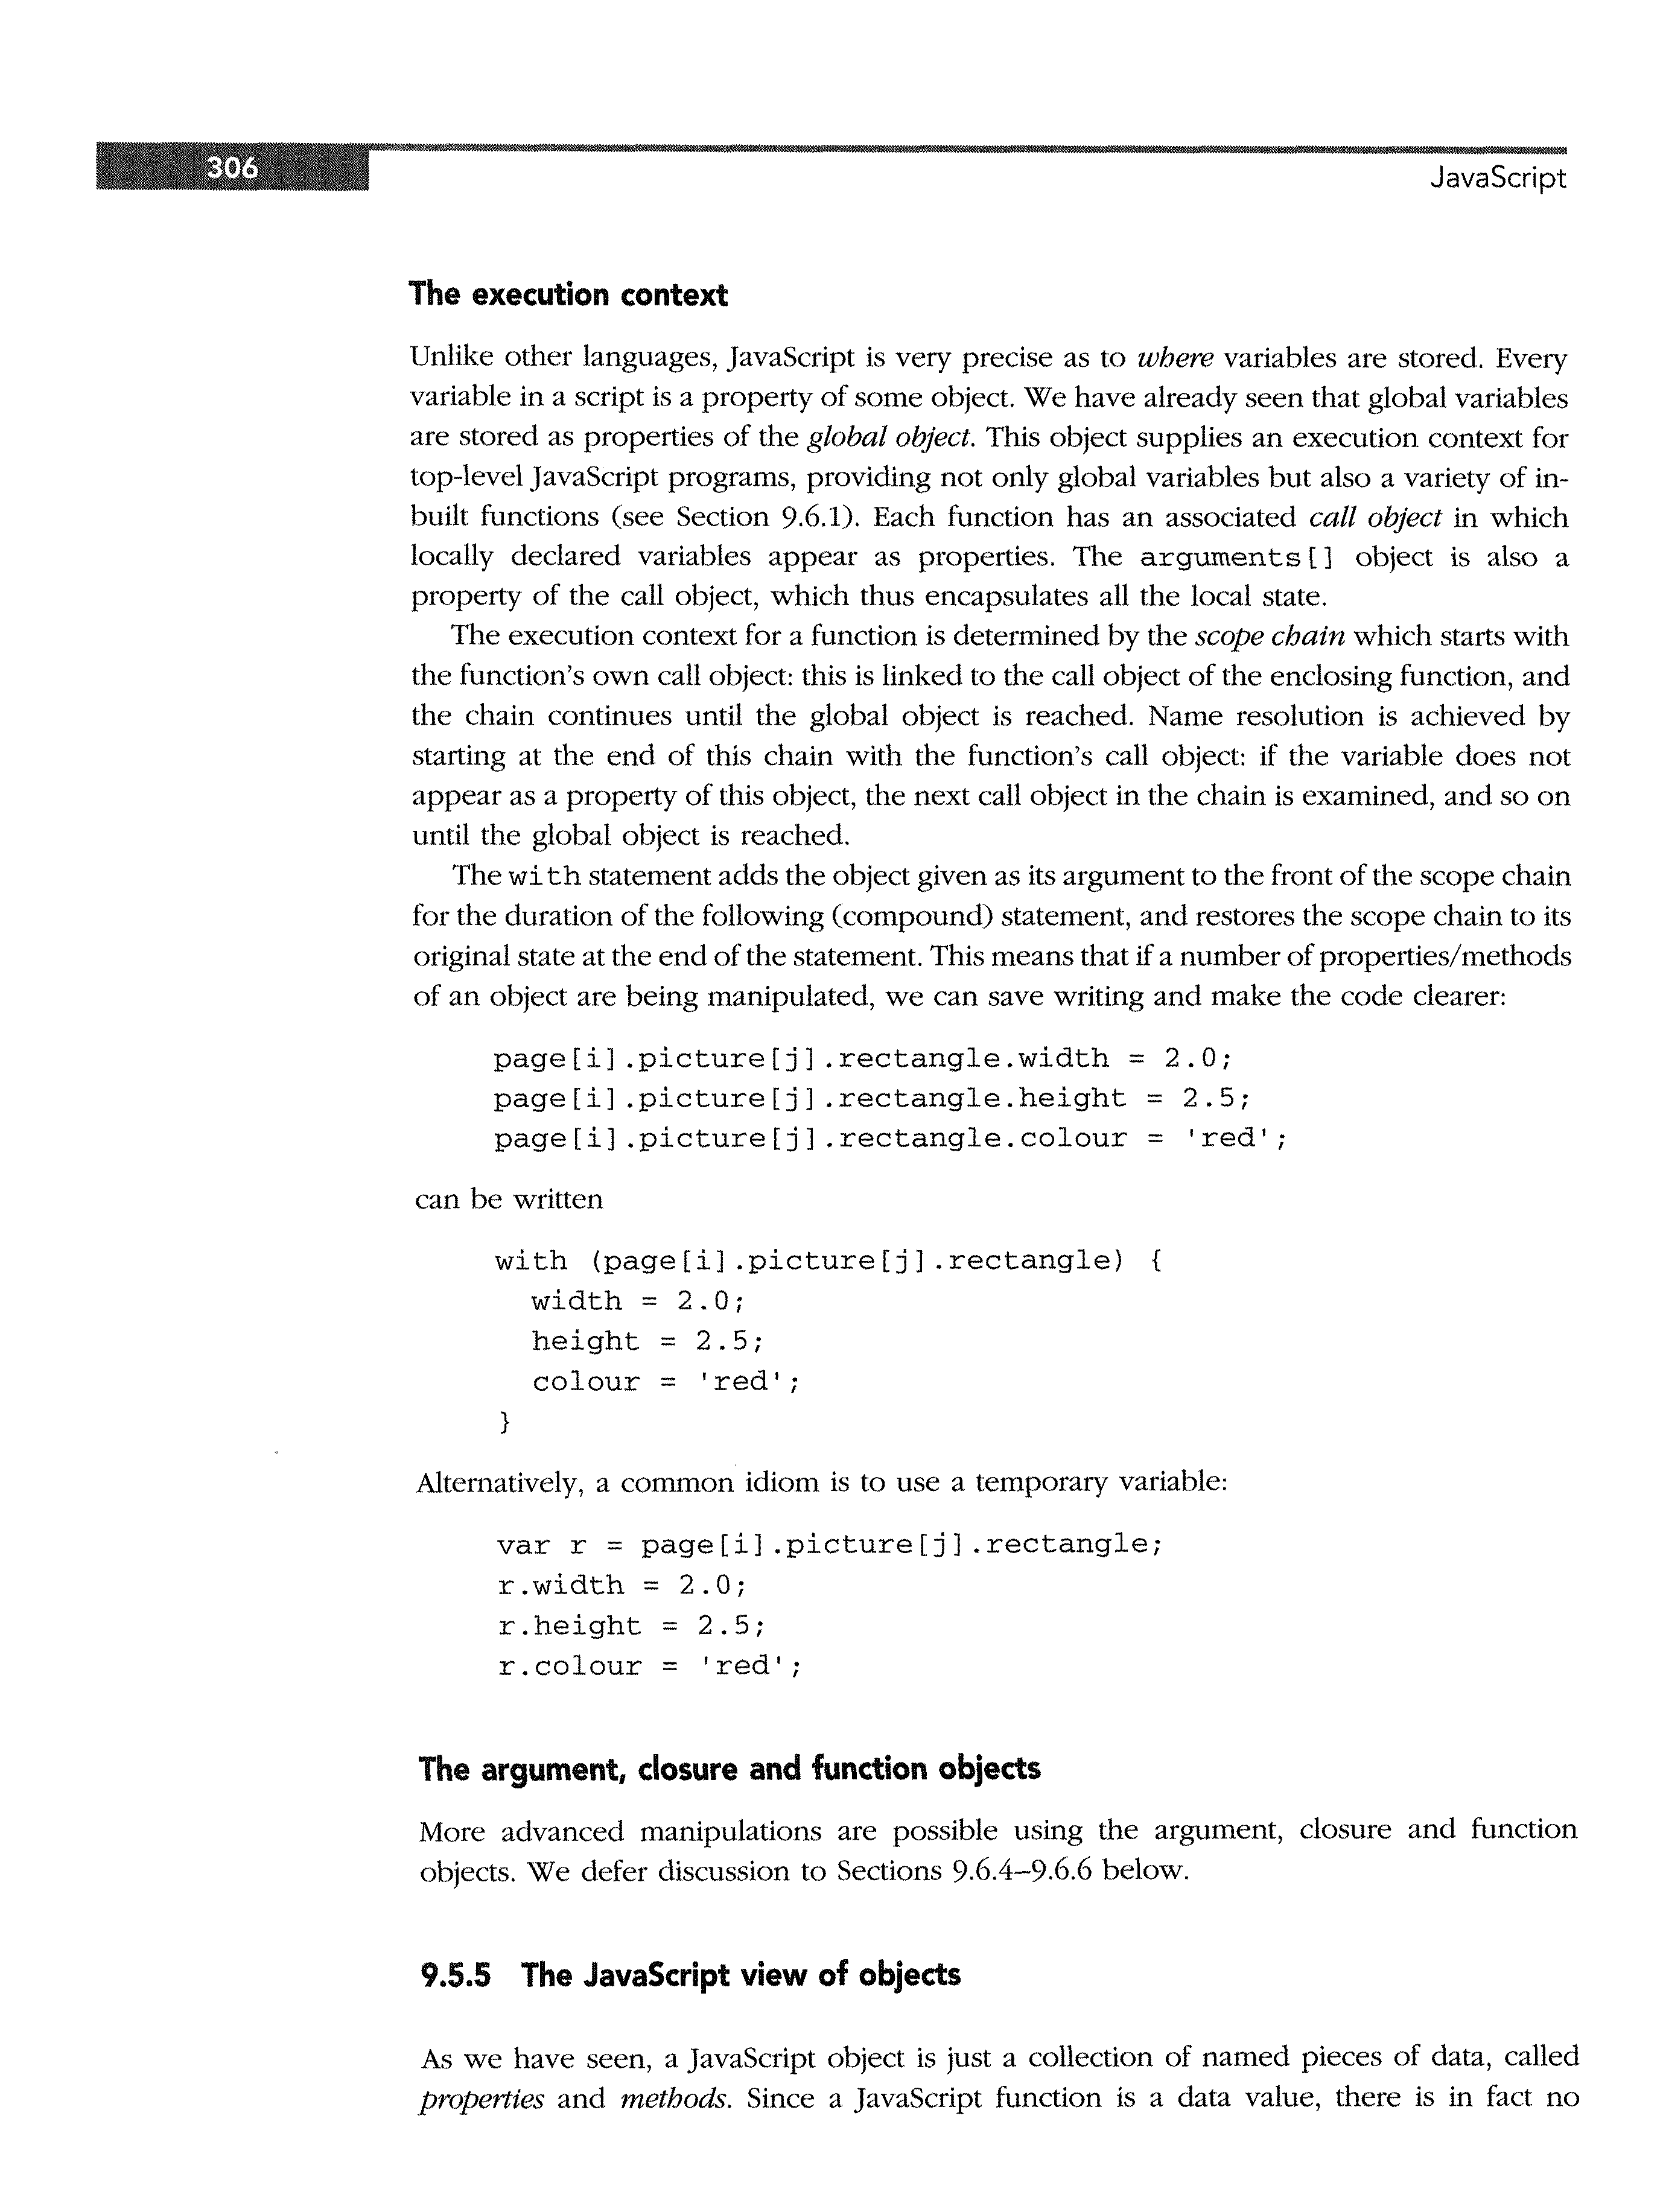 306
JavaScript
The execution context
Unlike other languages, JavaScript is very precise as to where variables are stored. Every
variable in a script is a property of some object. We have already seen that global variables
are stored as properties of the global object. This object supplies an execution context for
top-level JavaScript programs, providing not only global variables but also a variety of in-
built functions (see Section 9.6.1). Each function has an associated call object in which
locally declared variables appear as properties. The arguments[] object is also a
property of the call object, which thus encapsulates all the local state.
The execution context for a function is determined by the scope chain which starts with
the function's own call object: this is linked to the call object of the enclosing function, and
the chain continues until the global object is reached. Name resolution is achieved by
starting at the end of this chain with the function's call object: if the variable does not
appear as a property of this object, the next call object in the chain is examined, and so on
until the global object is reached.
The with statement adds the object given as its argument to the front of the scope chain
for the duration of the following (compound) statement, and restores the scope chain to its
original state at the end of the statement. This means that if a number of properties/methods
of an object are being manipulated, we can save writing and make the code clearer:
page[i].picture[j].rectangle.width = 2.0;
page[i].picture[j].rectangle.height = 2.5;
page[i].picture[j].rectangle.colour = 'red';
can be written
with (page[i].picture[j].rectangle) {
width = 2.0;
height = 2.5;
colour = 'red';
}
Alternatively, a common idiom is to use a temporary variable:
var r = page[i].picture[j].rectangle;
r.width = 2.0;
r.height = 2.5;
r.colour = 'red';
The argument, closure and function objects
More advanced manipulations are possible using the argument, closure and function
objects. We defer discussion to Sections 9.6.4–9.6.6 below.
9.5.5 The JavaScript view of objects
As we have seen, a JavaScript object is just a collection of named pieces of data, called
properties and methods. Since a JavaScript function is a data value, there is in fact no